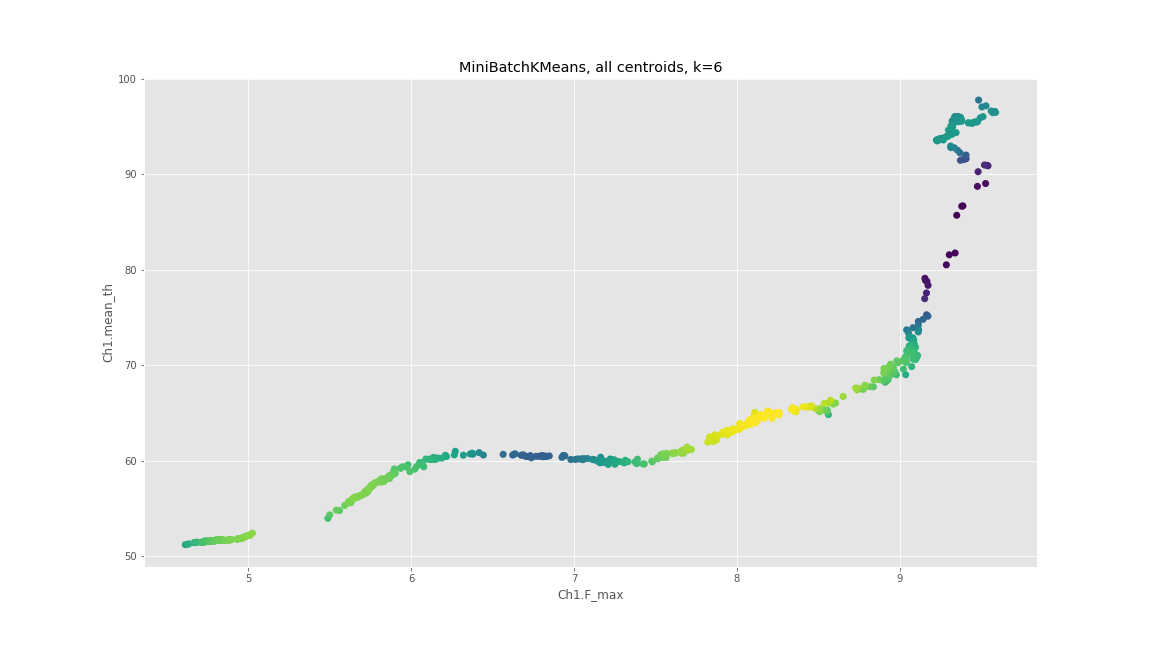 MiniBatchKMeans, all centroids, k=6
100
90
80
70
60
50
Ch1.mean_th
5 6 7 8 9
Ch1.F_max